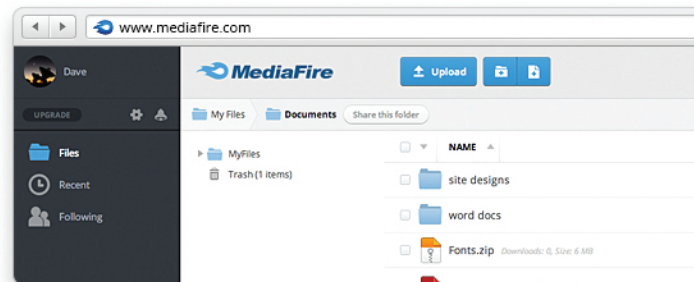 www.mediafire.com
Dave
MediaFire
Upload
UPGRADE
My Files
Documents
Share this folder
Files
Recent
Following
MyFiles
Trash (1 items)
NAME
site designs
word docs
Fonts.zip Downloads: 0, Size: 6 MB